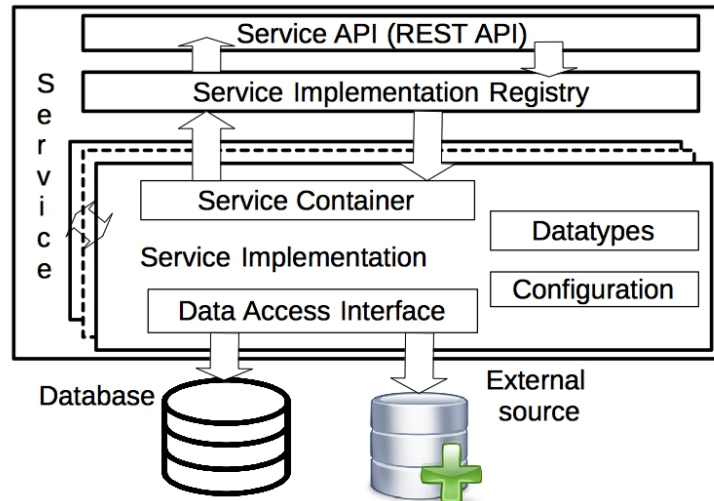 Service API (REST API)
Service
Service Implementation Registry
Service Container
Datatypes
Service Implementation
Configuration
Data Access Interface
Database
External
source